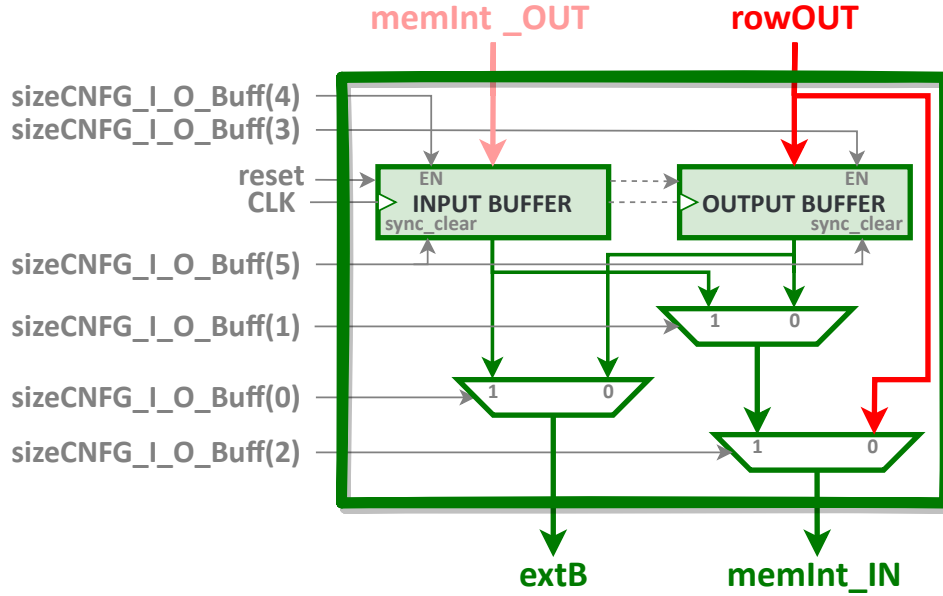 memInt _OUT
rowOUT
sizeCNFG_I_O_Buff(4)
sizeCNFG_I_O_Buff(3)
reset
CLK
EN
INPUT BUFFER
sync_clear
EN
OUTPUT BUFFER
sync_clear
sizeCNFG_I_O_Buff(5)
sizeCNFG_I_O_Buff(1)
1
0
sizeCNFG_I_O_Buff(0)
1
0
sizeCNFG_I_O_Buff(2)
1
0
extB
memInt_IN